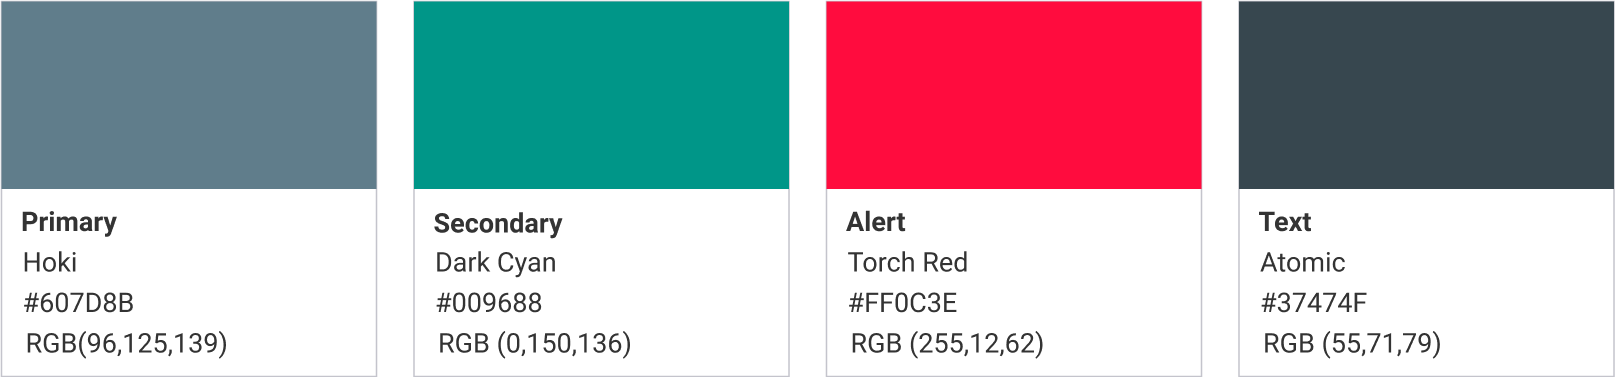 Primary
Hoki
#607D8B
RGB(96,125,139)
Secondary
Dark Cyan
#009688
RGB (0,150,136)
Alert
Torch Red
#FF0C3E
RGB (255,12,62)
Text
Atomic
#37474F
RGB (55,71,79)